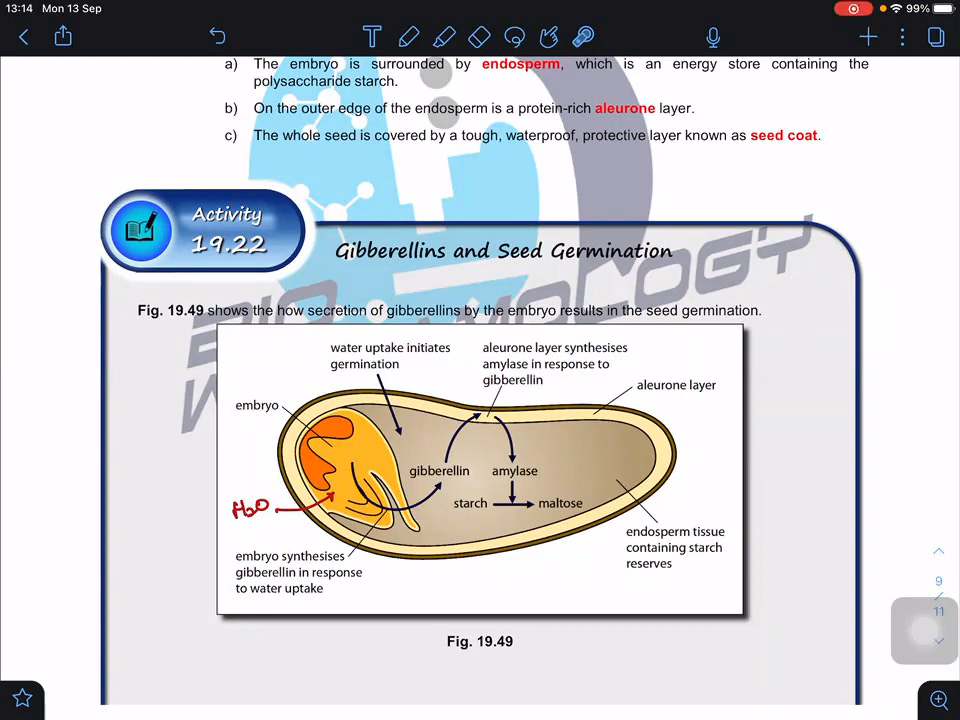 13:14 Mon 13 Sep
99%
T
a) The embryo is surrounded by endosperm, which is an energy store containing the
polysaccharide starch.
b) On the outer edge of the endosperm is a protein-rich aleurone layer.
c) The whole seed is covered by a tough, waterproof, protective layer known as seed coat.
Activity
19.22
Gibberellins and Seed Germination
Fig. 19.49 shows the how secretion of gibberellins by the embryo results in the seed germination.
water uptake initiates
germination
aleurone layer synthesises
amylase in response to
gibberellin
aleurone layer
embryo
gibberellin
amylase
starch
maltose
H2O
endosperm tissue
containing starch
reserves
embryo synthesises
gibberellin in response
to water uptake
Fig. 19.49
9
/
11